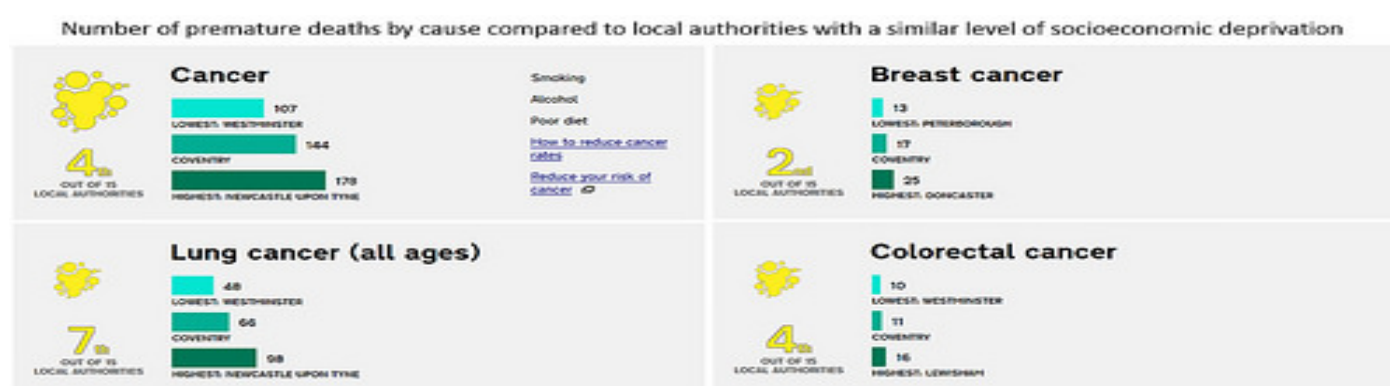 Number of premature deaths by cause compared to local authorities with a similar level of socioeconomic deprivation
Cancer
107
LOWEST: WESTMINSTER
144
COVENTRY
178
HIGHEST: NEWCASTLE UPON TYNE
4th
OUT OF 15
LOCAL AUTHORITIES
Smoking
Alcohol
Poor diet
How to reduce cancer
rates
Reduce your risk of
cancer
Breast cancer
13
LOWEST: PETERBOROUGH
17
COVENTRY
25
HIGHEST: DONCASTER
2nd
OUT OF 15
LOCAL AUTHORITIES
Lung cancer (all ages)
48
LOWEST: WESTMINSTER
66
COVENTRY
98
HIGHEST: NEWCASTLE UPON TYNE
7th
OUT OF 15
LOCAL AUTHORITIES
Colorectal cancer
10
LOWEST: WESTMINSTER
11
COVENTRY
16
HIGHEST: LEWISHAM
4th
OUT OF 15
LOCAL AUTHORITIES